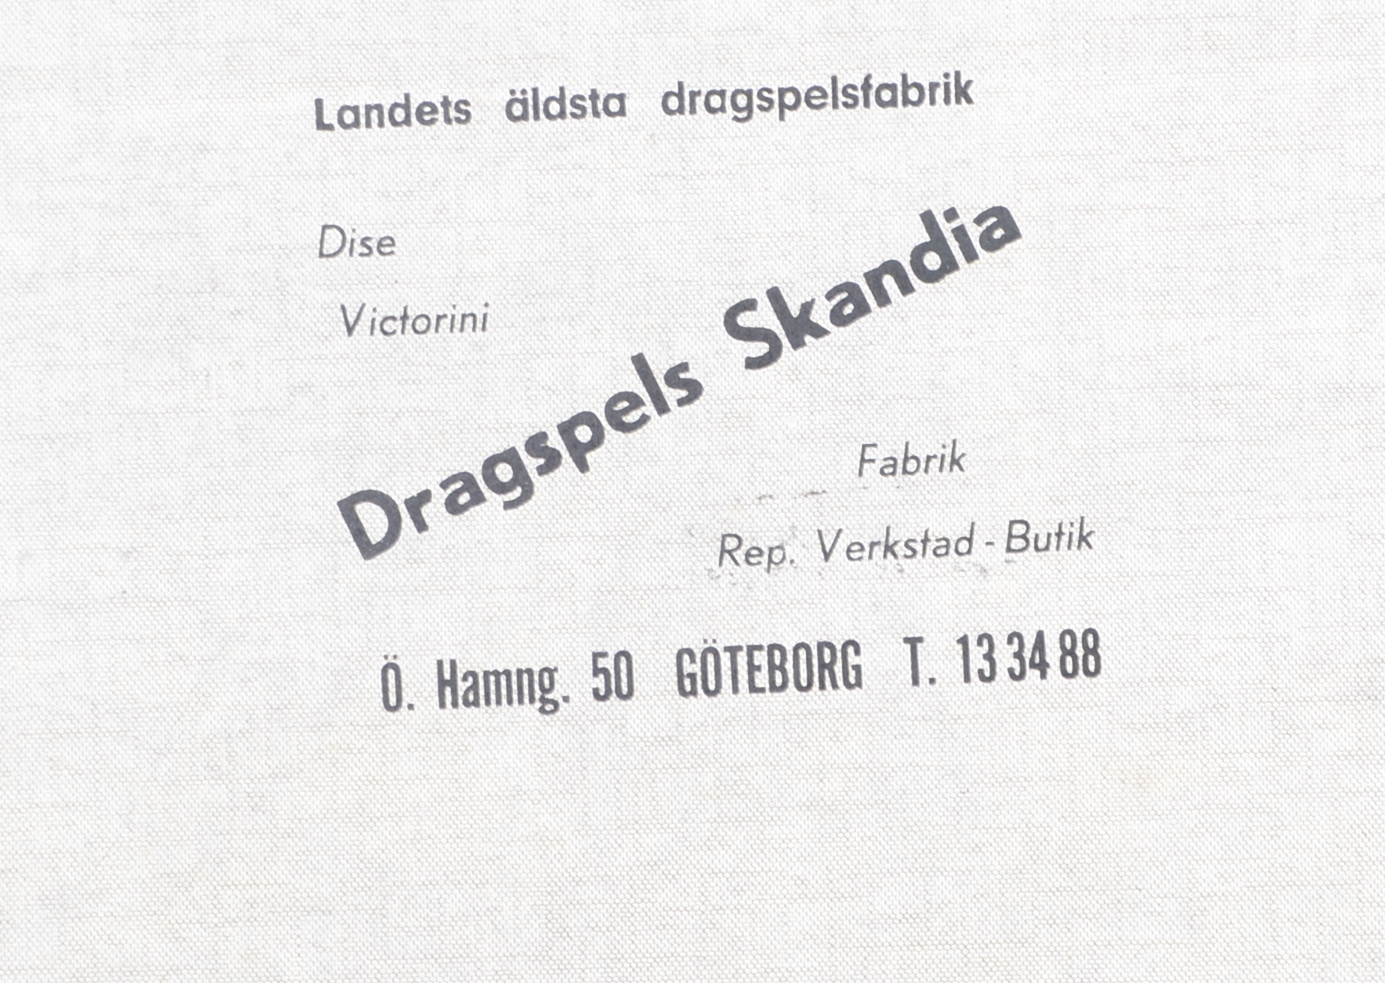 Landets äldsta dragspelsfabrik
Dise
Victorini
Dragspels Skandia
Fabrik
Rep. Verkstad - Butik
Ö. Hamng. 50 GÖTEBORG T. 13 34 88